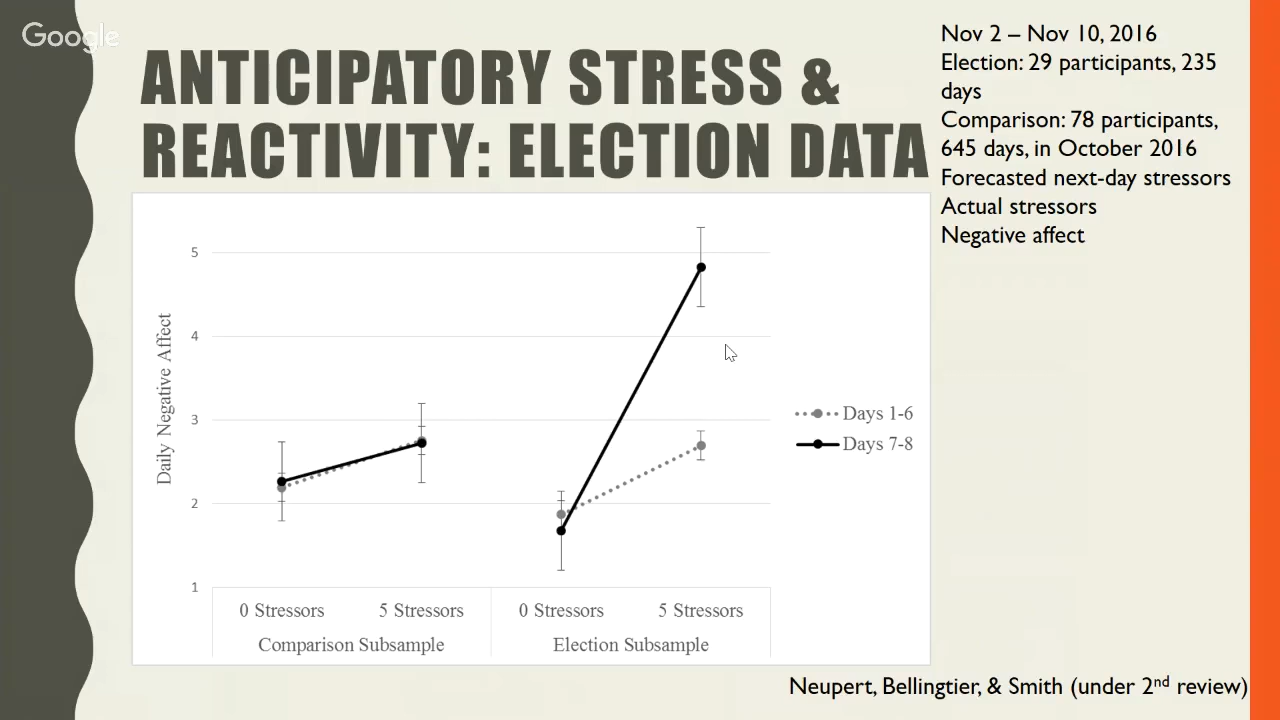 Google
ANTICIPATORY STRESS &
REACTIVITY: ELECTION DATA
Nov 2 – Nov 10, 2016
Election: 29 participants, 235
days
Comparison: 78 participants,
645 days, in October 2016
Forecasted next-day stressors
Actual stressors
Negative affect
Daily Negative Affect
5
4
3
2
1
0 Stressors 5 Stressors 0 Stressors 5 Stressors
Comparison Subsample Election Subsample
Days 1-6
Days 7-8
Neupert, Bellingtier, & Smith (under 2nd review)